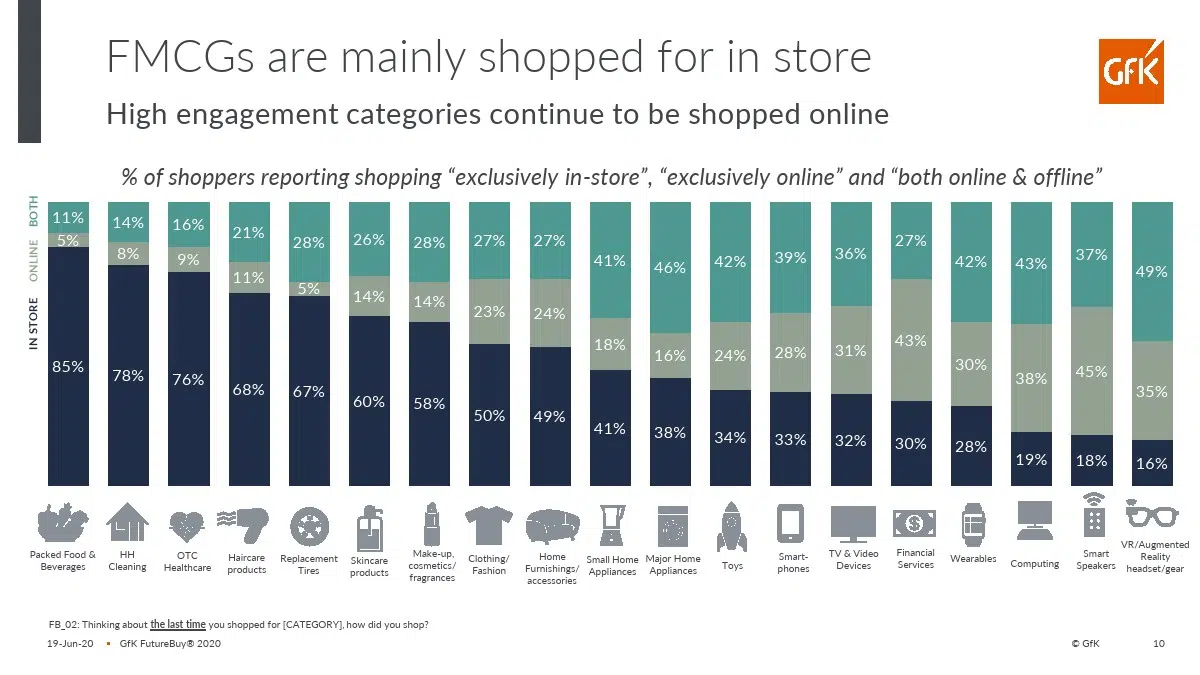 FMCGs are mainly shopped for in store
GfK
High engagement categories continue to be shopped online
% of shoppers reporting shopping “exclusively in-store”, “exclusively online” and “both online & offline”
BOTH
ONLINE
IN STORE
11% 14% 16% 21% 28% 26% 28% 27% 27% 41% 46% 42% 39% 36% 27% 42% 43% 37% 49%
5% 8% 9% 11% 5% 14% 14% 23% 24% 18% 16% 24% 28% 31% 43% 30% 38% 45% 35%
85% 78% 76% 68% 67% 60% 58% 50% 49% 41% 38% 34% 33% 32% 30% 28% 19% 18% 16%
$
Packed Food &
Beverages
HH
Cleaning
OTC
Healthcare
Haircare
products
Replacement
Tires
Skincare
products
Make-up,
cosmetics/
fragrances
Clothing/
Fashion
Home
Furnishings/
accessories
Small Home
Appliances
Major Home
Appliances
Toys
Smart-
phones
TV & Video
Devices
Financial
Services
Wearables
Computing
Smart
Speakers
VR/Augmented
Reality
headset/gear
FB_02: Thinking about the last time you shopped for [CATEGORY], how did you shop?
19-Jun-20 ▪ GfK FutureBuy® 2020
© GfK 10